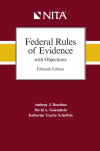 NITA
Federal Rules of Evidence
with Objections
Fifteenth Edition
Anthony J. Bocchino
David A. Sonenshein
Katharine Traylor Schaffzin